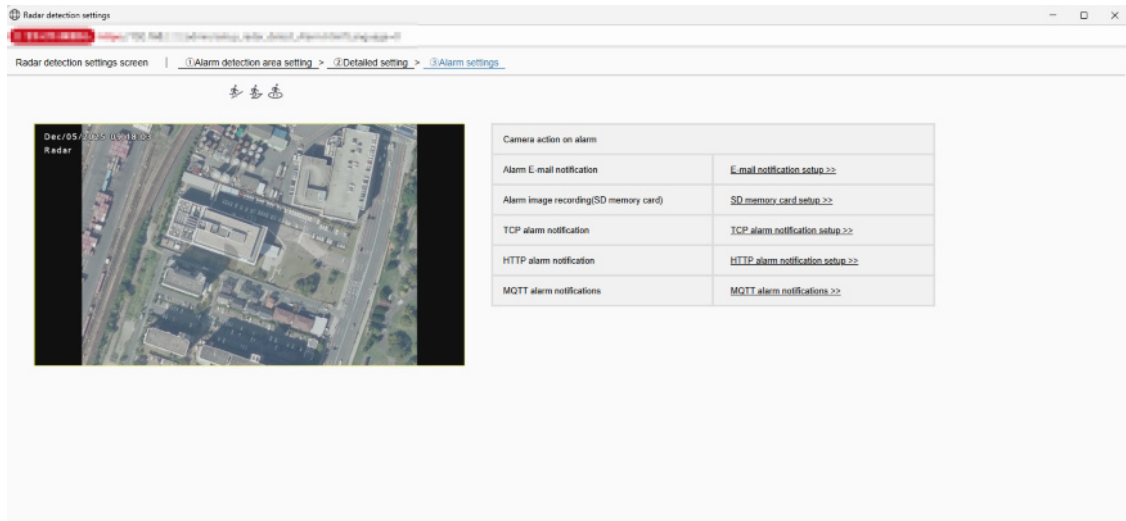 Radar detection settings
Radar detection settings screen | ①Alarm detection area setting > ②Detailed setting > ③Alarm settings
Dec/05/2025 09:18:03
Radar
Camera action on alarm
Alarm E-mail notification E-mail notification setup >>
Alarm image recording(SD memory card) SD memory card setup >>
TCP alarm notification TCP alarm notification setup >>
HTTP alarm notification HTTP alarm notification setup >>
MQTT alarm notifications MQTT alarm notifications >>